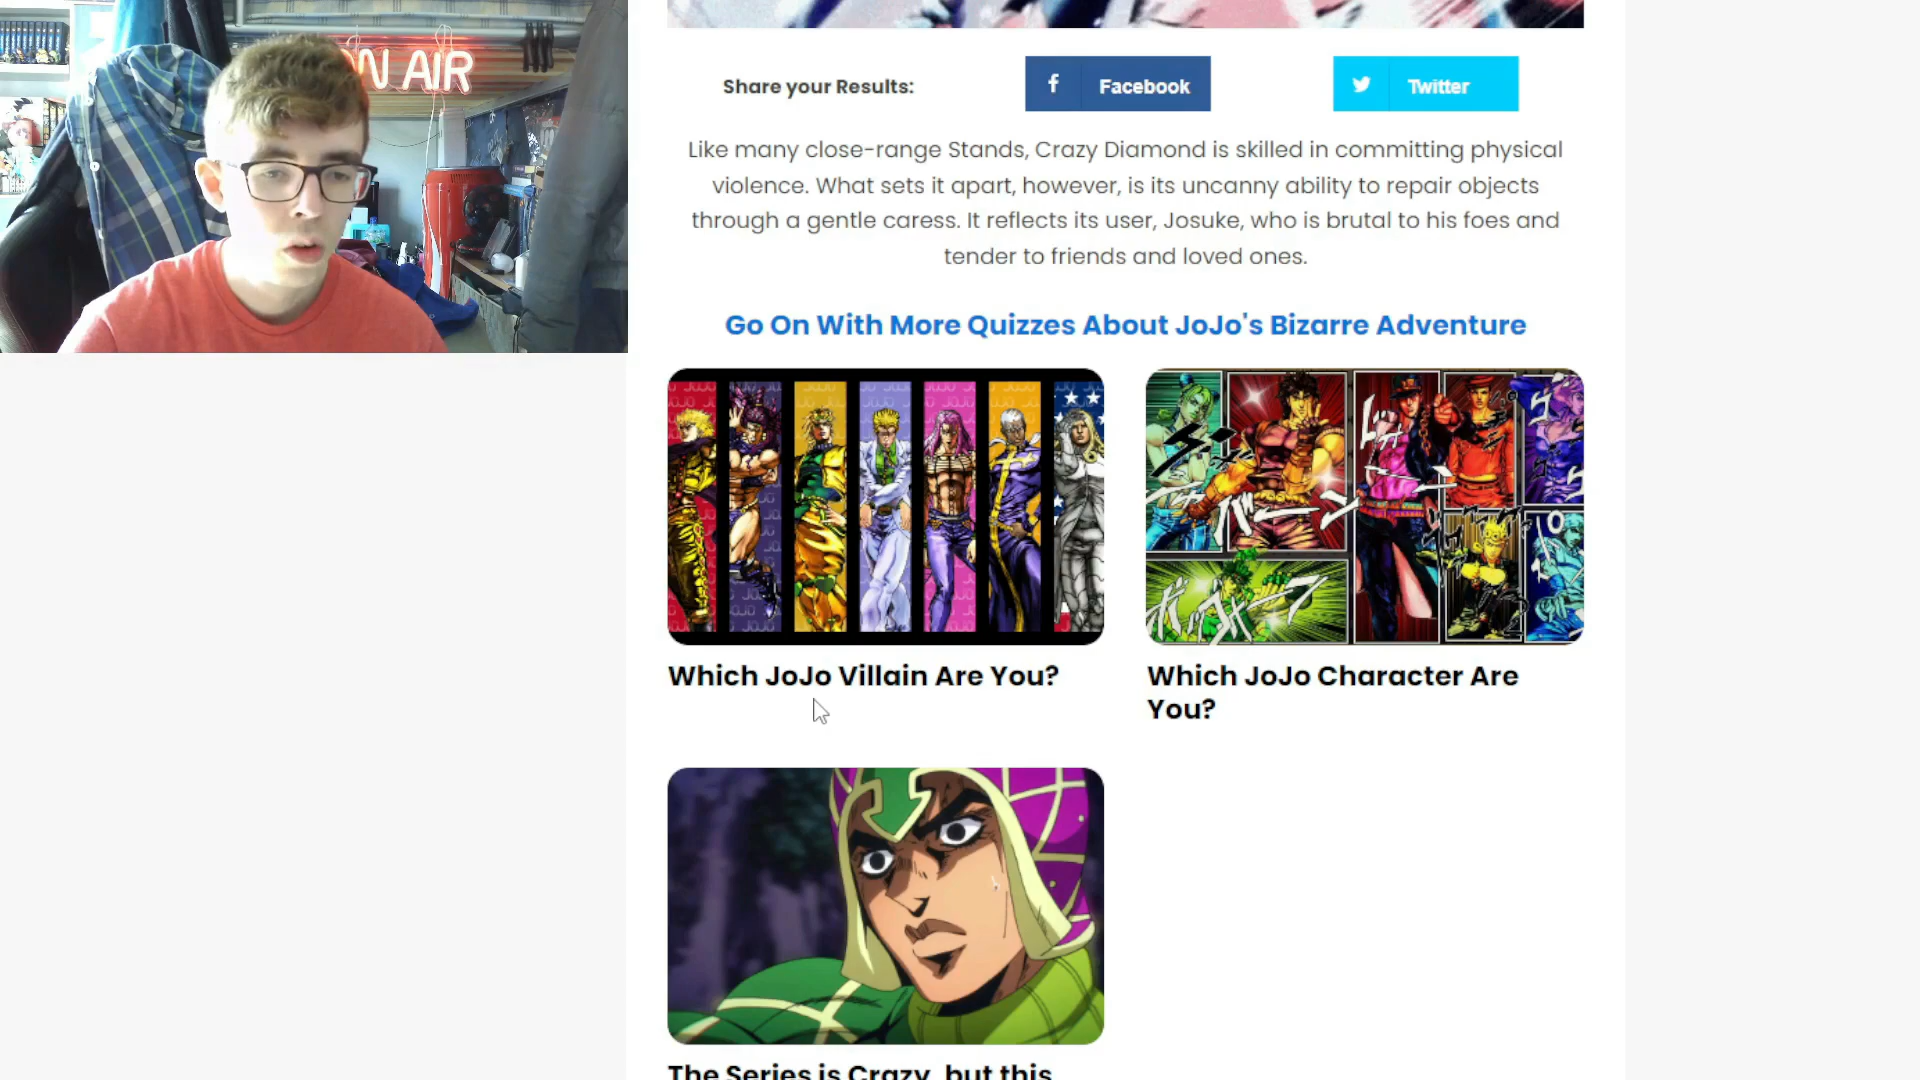 ON AIR
Share your Results:
Facebook
Twitter
Like many close-range Stands, Crazy Diamond is skilled in committing physical
violence. What sets it apart, however, is its uncanny ability to repair objects
through a gentle caress. It reflects its user, Josuke, who is brutal to his foes and
tender to friends and loved ones.
Go On With More Quizzes About JoJo's Bizarre Adventure
Which JoJo Villain Are You?
Which JoJo Character Are
You?
The Series is Crazy, but this